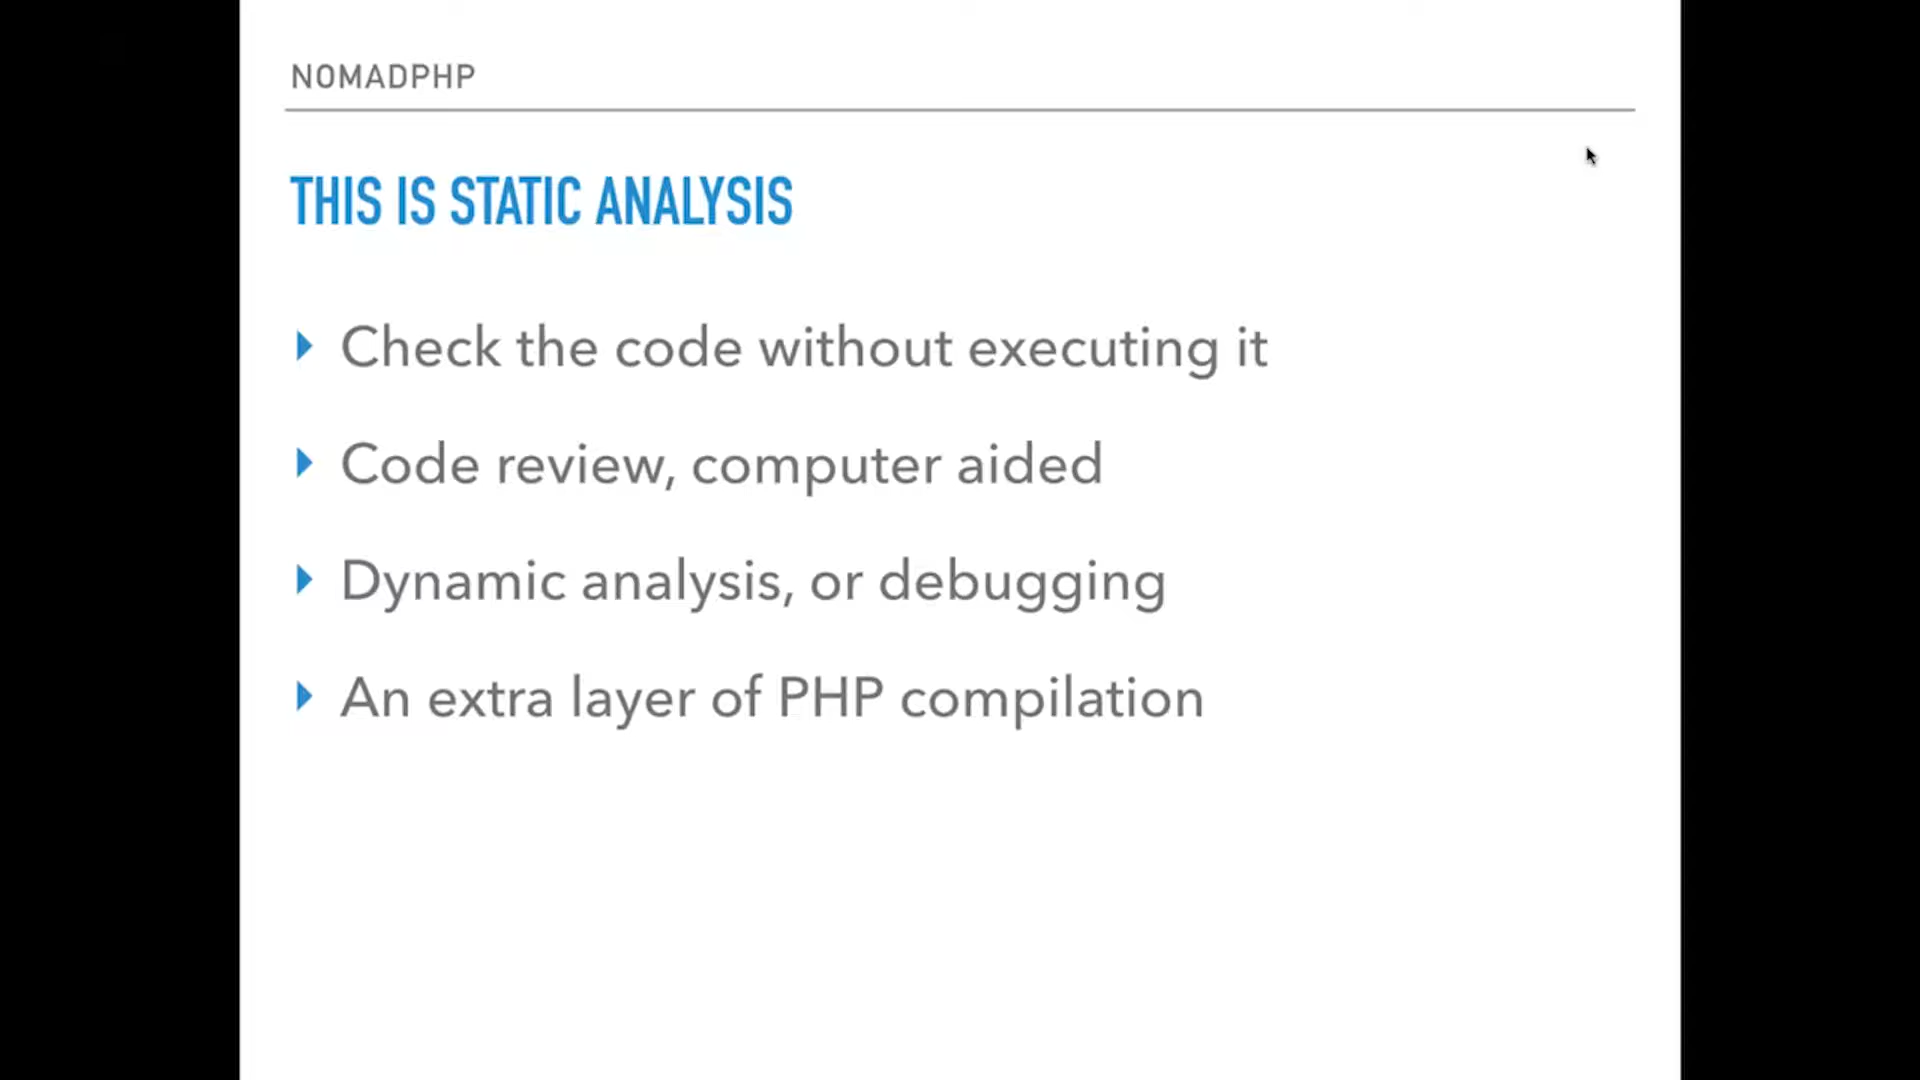 NOMADPHP
THIS IS STATIC ANALYSIS
Check the code without executing it
Code review, computer aided
Dynamic analysis, or debugging
An extra layer of PHP compilation